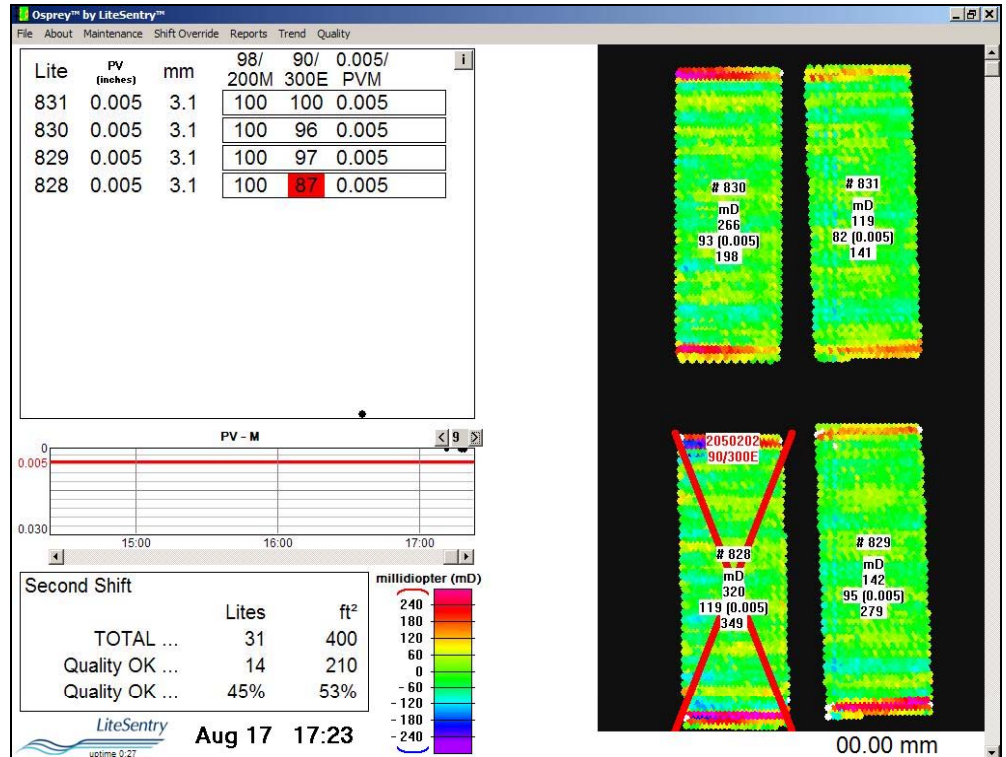 Osprey™ by LiteSentry™
File About Maintenance Shift Override Reports Trend Quality
Lite PV (inches) mm 98/200M 90/300E 0.005/PVM i
831 0.005 3.1 100 100 0.005
830 0.005 3.1 100 96 0.005
829 0.005 3.1 100 97 0.005
828 0.005 3.1 100 87 0.005
PV - M < 9 >
0
0.005
0.030
15:00 16:00 17:00
Second Shift
Lites ft²
TOTAL ... 31 400
Quality OK ... 14 210
Quality OK ... 45% 53%
LiteSentry
uptime 0:27
Aug 17 17:23
millidiopter (mD)
240
180
120
60
0
- 60
- 120
- 180
- 240
# 830
mD
266
93 (0.005)
198
# 831
mD
119
82 (0.005)
141
2050202
90/300E
# 828
mD
320
119 (0.005)
349
# 829
mD
142
95 (0.005)
279
00.00 mm